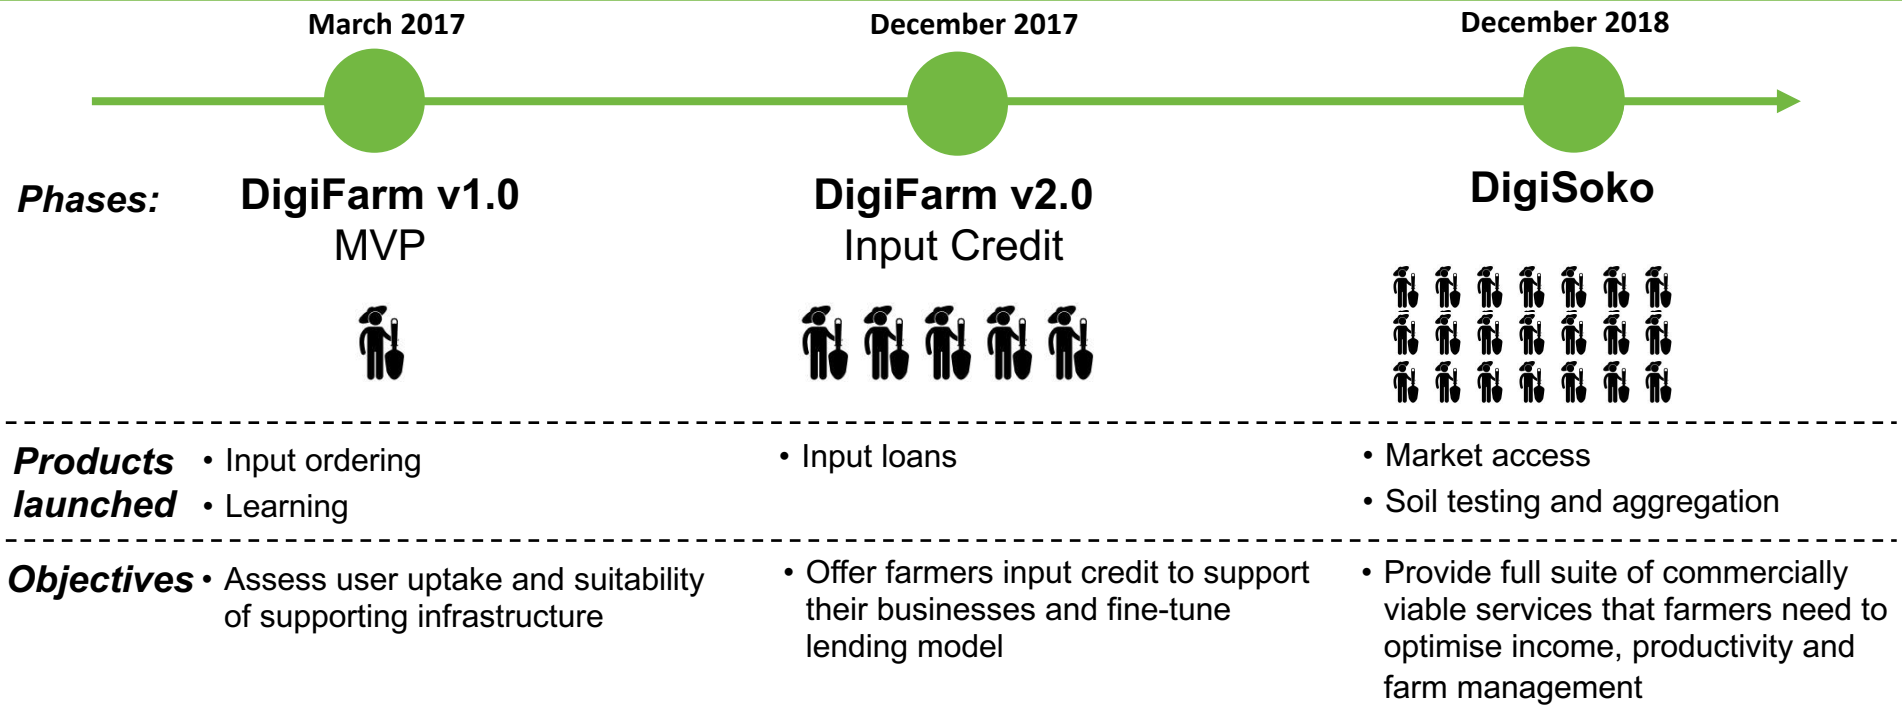 March 2017
December 2017
December 2018
Phases:
DigiFarm v1.0
MVP
DigiFarm v2.0
Input Credit
DigiSoko
Products
launched
• Input ordering
• Learning
• Input loans
• Market access
• Soil testing and aggregation
Objectives
• Assess user uptake and suitability
of supporting infrastructure
• Offer farmers input credit to support
their businesses and fine-tune
lending model
• Provide full suite of commercially
viable services that farmers need to
optimise income, productivity and
farm management